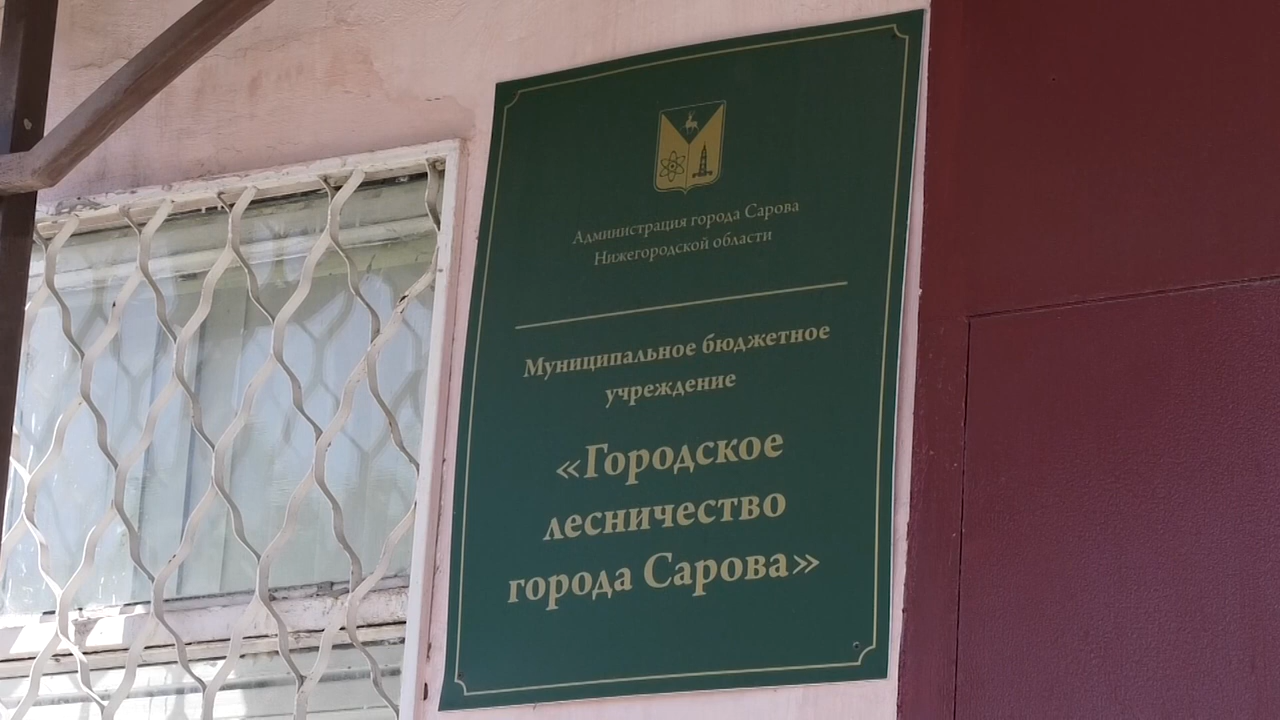 Администрация города Сарова
Нижегородской области
Муниципальное бюджетное
учреждение
«Городское
лесничество
города Сарова»